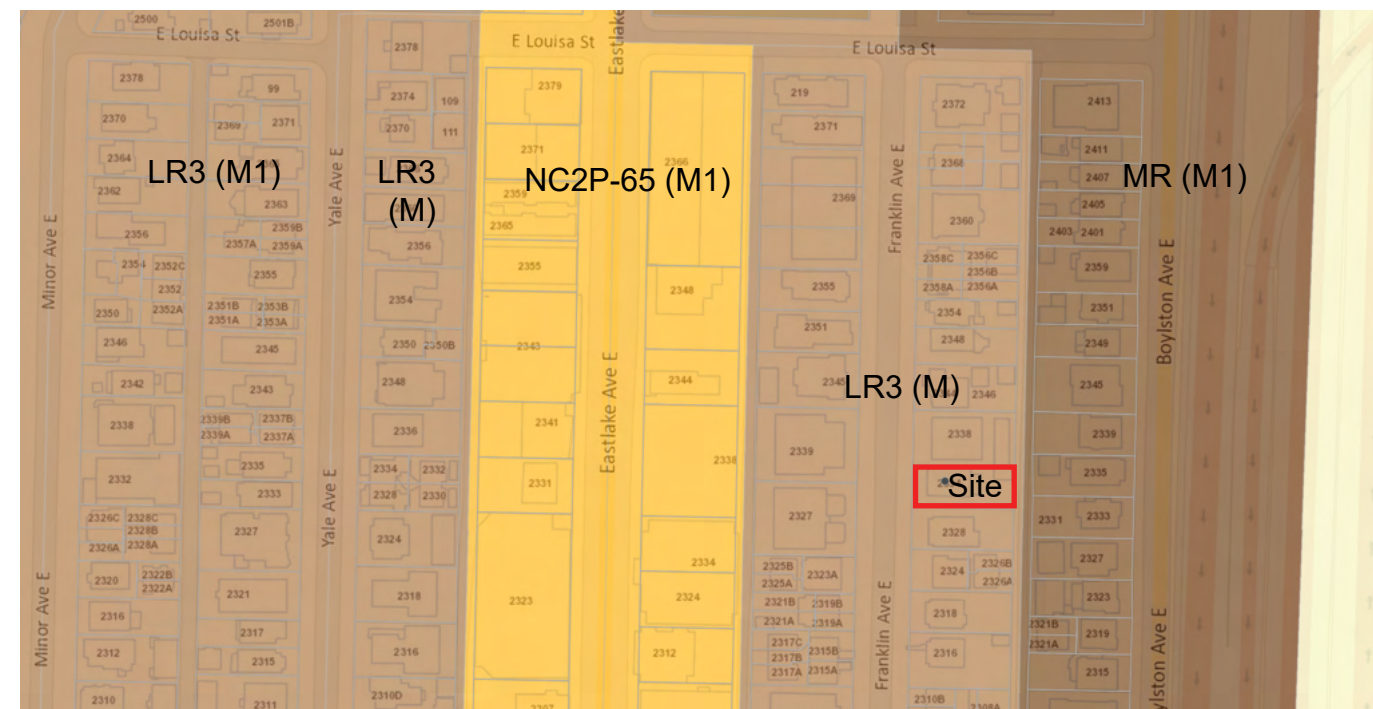 2500
2501B
E Louisa St
E Louisa St
Eastlake
E Louisa St
2378
2378
99
2374
109
2379
219
2372
2413
2370
2369
2371
2370
111
2371
2366
2371
2411
2364
LR3 (M1)
LR3
(M)
NC2P-65 (M1)
2368
2407
MR (M1)
2362
2363
2359
2369
2405
Yale Ave E
Franklin Ave E
2356
2359B
2357A
2359A
2356
2365
2360
2403
2401
Minor Ave E
2354
2352C
2352
2352A
2355
2354
2355
2348
2355
2358C
2356C
2356B
2358A
2356A
2359
Boylston Ave E
2350
2351B
2353B
2351A
2353A
2351
2354
2351
2346
2345
2350
2350B
2343
2348
2349
2342
2343
2348
2344
2345
LR3 (M)
2346
2345
Eastlake Ave E
2338
2339B
2337B
2339A
2337A
2336
2341
2338
2339
2338
2339
2332
2335
2334
2332
2331
Site
2335
2333
2328
2330
Yale Ave E
2326C
2328C
2328B
2326A
2328A
2327
2324
2323
2334
2327
2328
2331
2333
2320
2322B
2322A
2321
2318
2324
2325B
2323A
2325A
2321B
2319B
2321A
2319A
2324
2326B
2326A
2327
2323
Minor Ave E
2316
2317
2318
2321B
2321A
2319
Franklin Ave E
2312
2315
2316
2312
2317C
2317B
2315B
2317A
2315A
2316
2315
ylston Ave E
2310
2311
2310D
2307
2310B
2308A